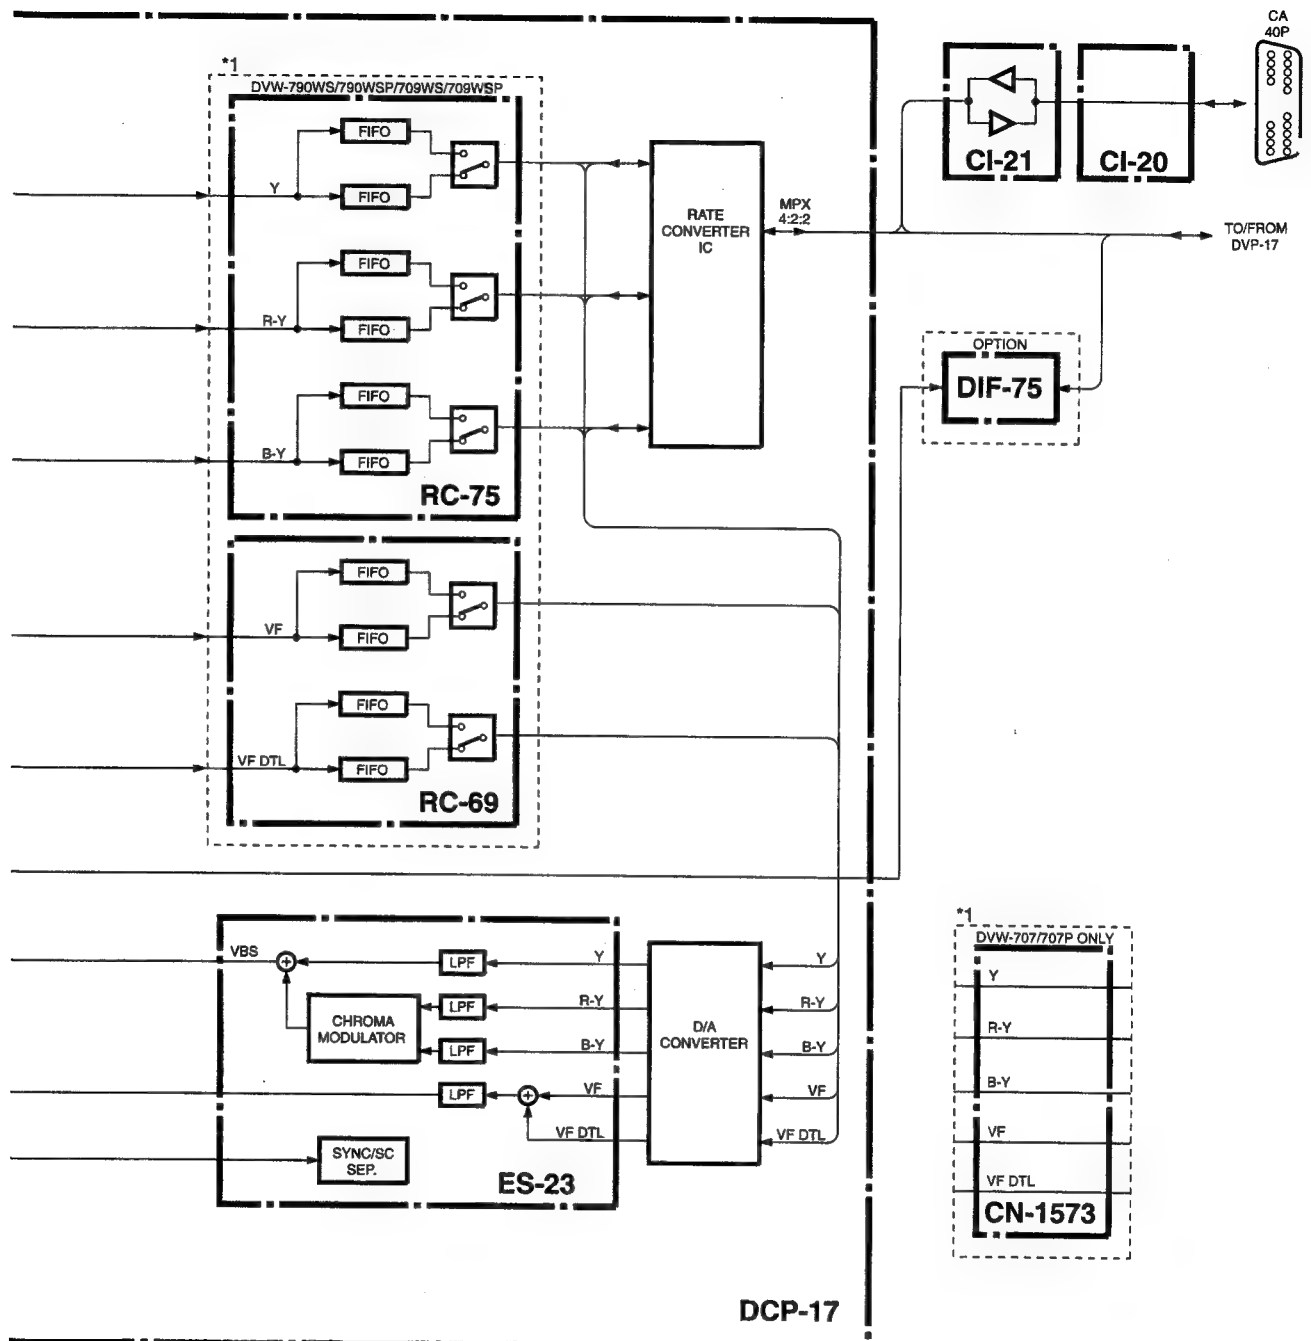 CA
40P
*1
DVW-790WS/790WSP/709WS/709WSP
FIFO
Y
FIFO
FIFO
R-Y
FIFO
FIFO
B-Y
FIFO
RC-75
RATE
CONVERTER
IC
MPX
4:2:2
CI-21
CI-20
TO/FROM
DVP-17
OPTION
DIF-75
FIFO
VF
FIFO
FIFO
VF DTL
FIFO
RC-69
VBS
LPF
Y
LPF
R-Y
CHROMA
MODULATOR
LPF
B-Y
LPF
VF
VF DTL
SYNC/SC
SEP.
ES-23
D/A
CONVERTER
Y
R-Y
B-Y
VF
VF DTL
*1
DVW-707/707P ONLY
Y
R-Y
B-Y
VF
VF DTL
CN-1573
DCP-17